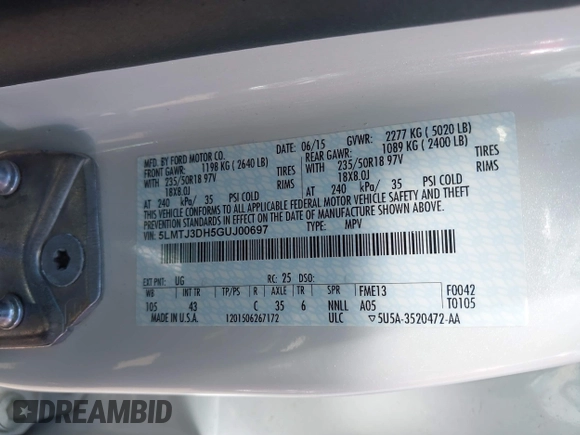 MFD. BY FORD MOTOR CO.
DATE: 06/15 GVWR: 2277 KG ( 5020 LB)
FRONT GAWR: 1198 KG ( 2640 LB) REAR GAWR: 1089 KG ( 2400 LB)
WITH 235/50R18 97V TIRES WITH 235/50R18 97V TIRES
18X8.0J RIMS 18X8.0J RIMS
AT 240 kPa/ 35 PSI COLD AT 240 kPa/ 35 PSI COLD
THIS VEHICLE CONFORMS TO ALL APPLICABLE FEDERAL MOTOR VEHICLE SAFETY, BUMPER, AND THEFT
PREVENTION STANDARDS IN EFFECT ON THE DATE OF MANUFACTURE SHOWN ABOVE.
VIN: 5LMTJ3DH5GUJ00697 TYPE: MPV
EXT PNT: UG RC: 25 DSO:
WB INT TR TP/PS R AXLE TR SPR FME13 F0042
105 43 C 35 6 NNLL A05 T0105
MADE IN U.S.A. 1201506267172 ULC ▽5U5A-3520472-AA
DREAMBID